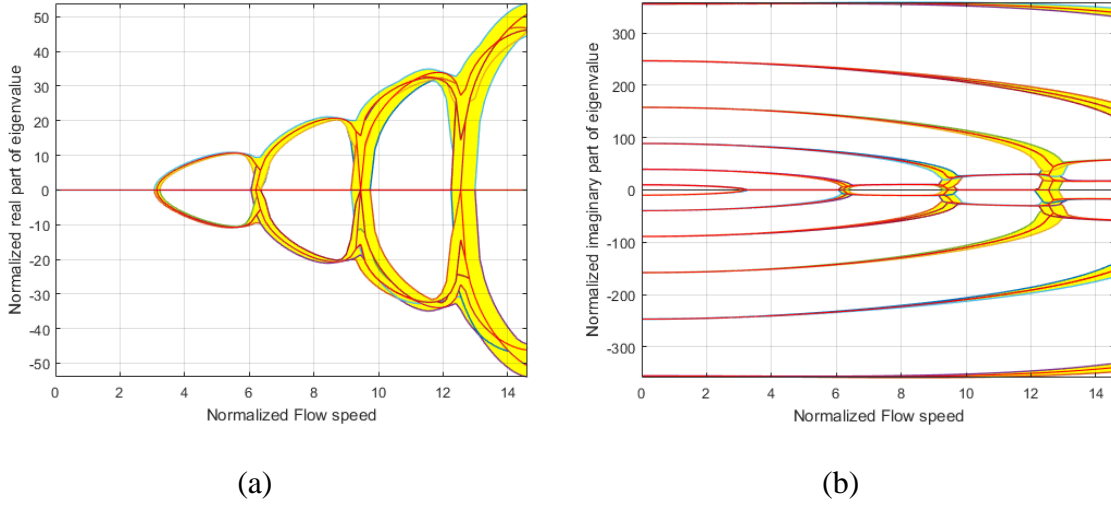 Normalized real part of eigenvalue
50
40
30
20
10
0
-10
-20
-30
-40
-50
0 2 4 6 8 10 12 14
Normalized Flow speed
(a)
Normalized imaginary part of eigenvalue
300
200
100
0
-100
-200
-300
0 2 4 6 8 10 12 14
Normalized Flow speed
(b)